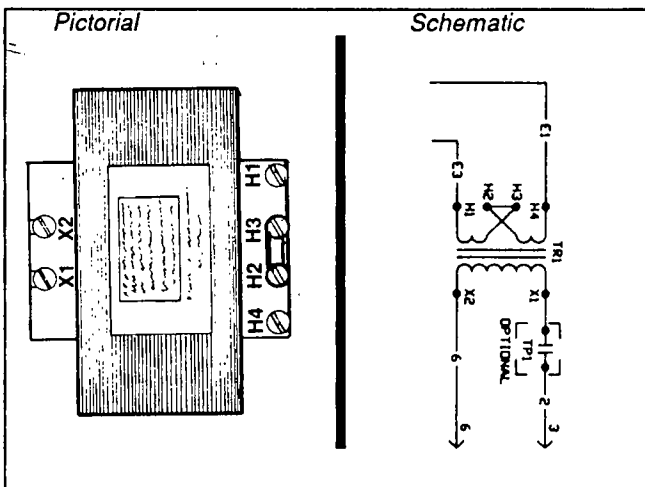 Pictorial
Schematic
H1
H3
H2
H4
X2
X1
E1
E3
H1
H2
H3
H4
TR1
X2
X1
TP1
OPTIONAL
6
2
6
3